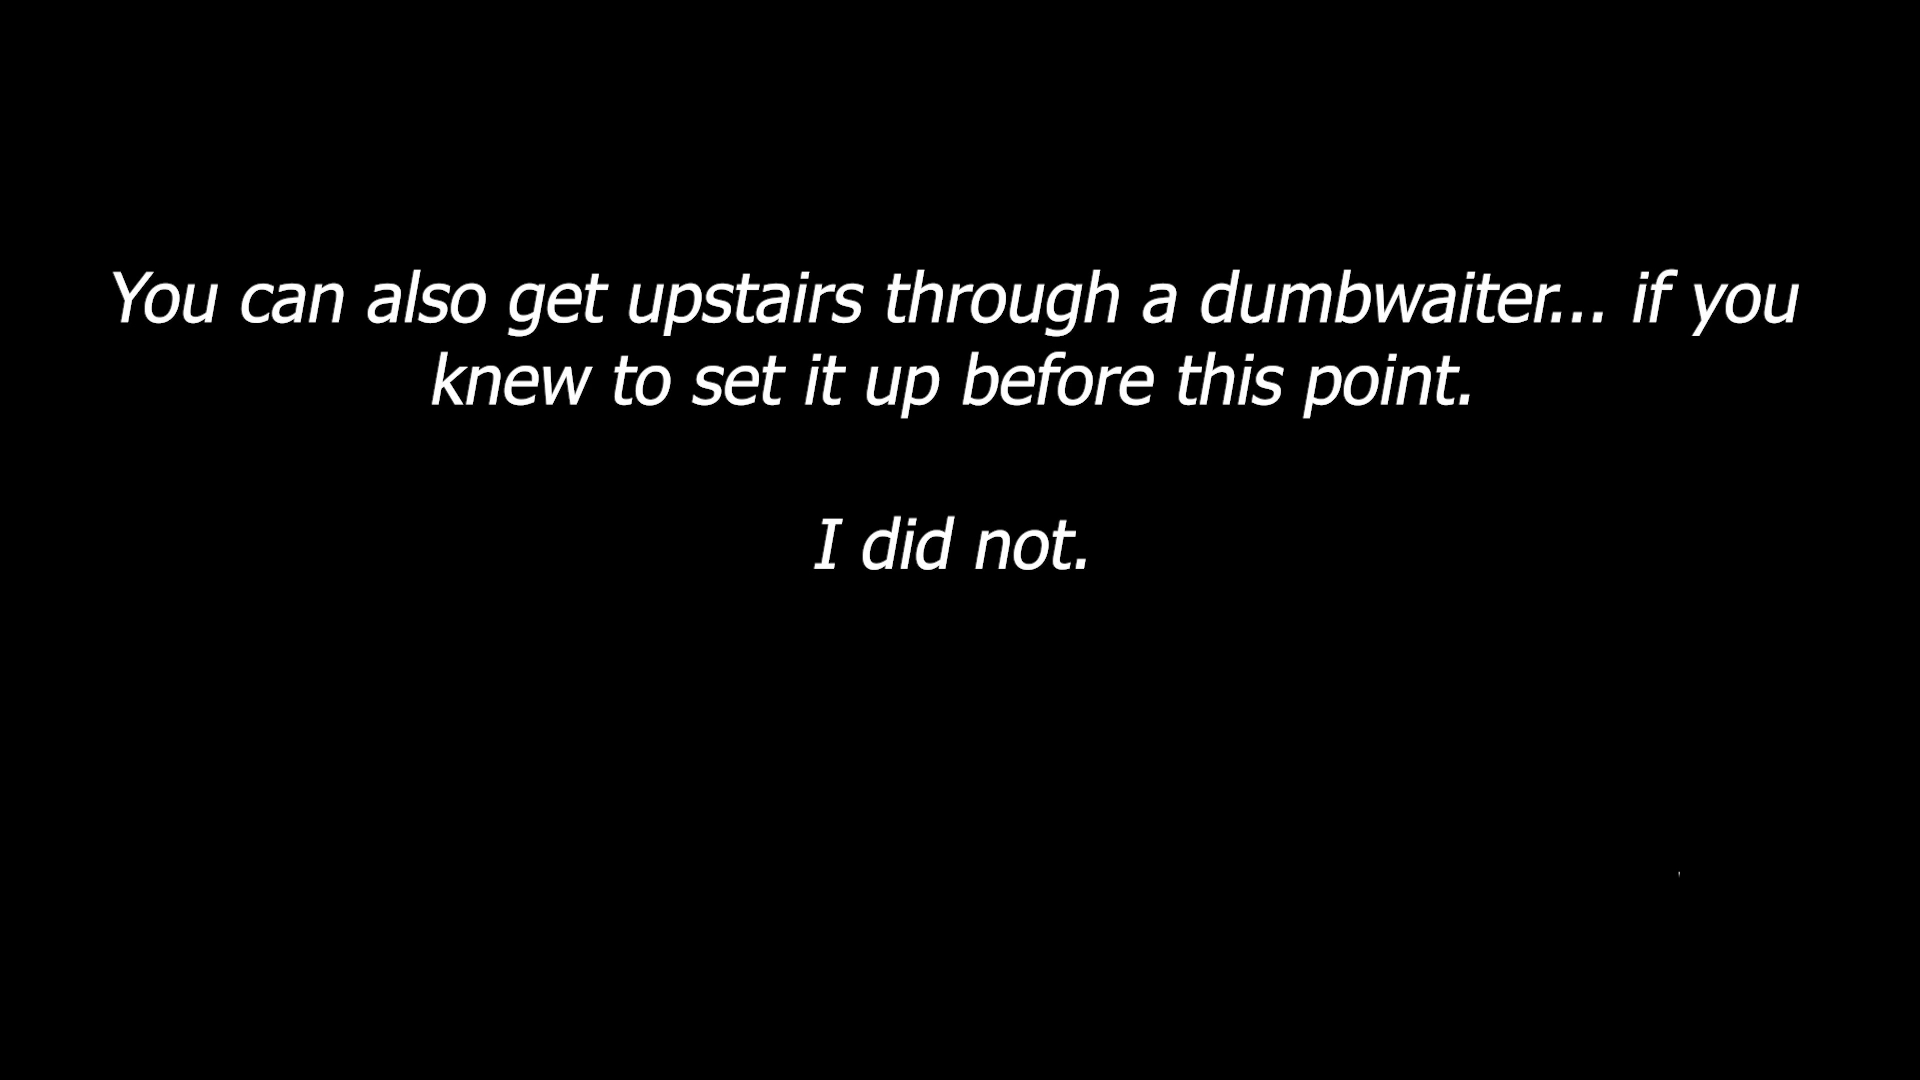 You can also get upstairs through a dumbwaiter... if you
knew to set it up before this point.
I did not.